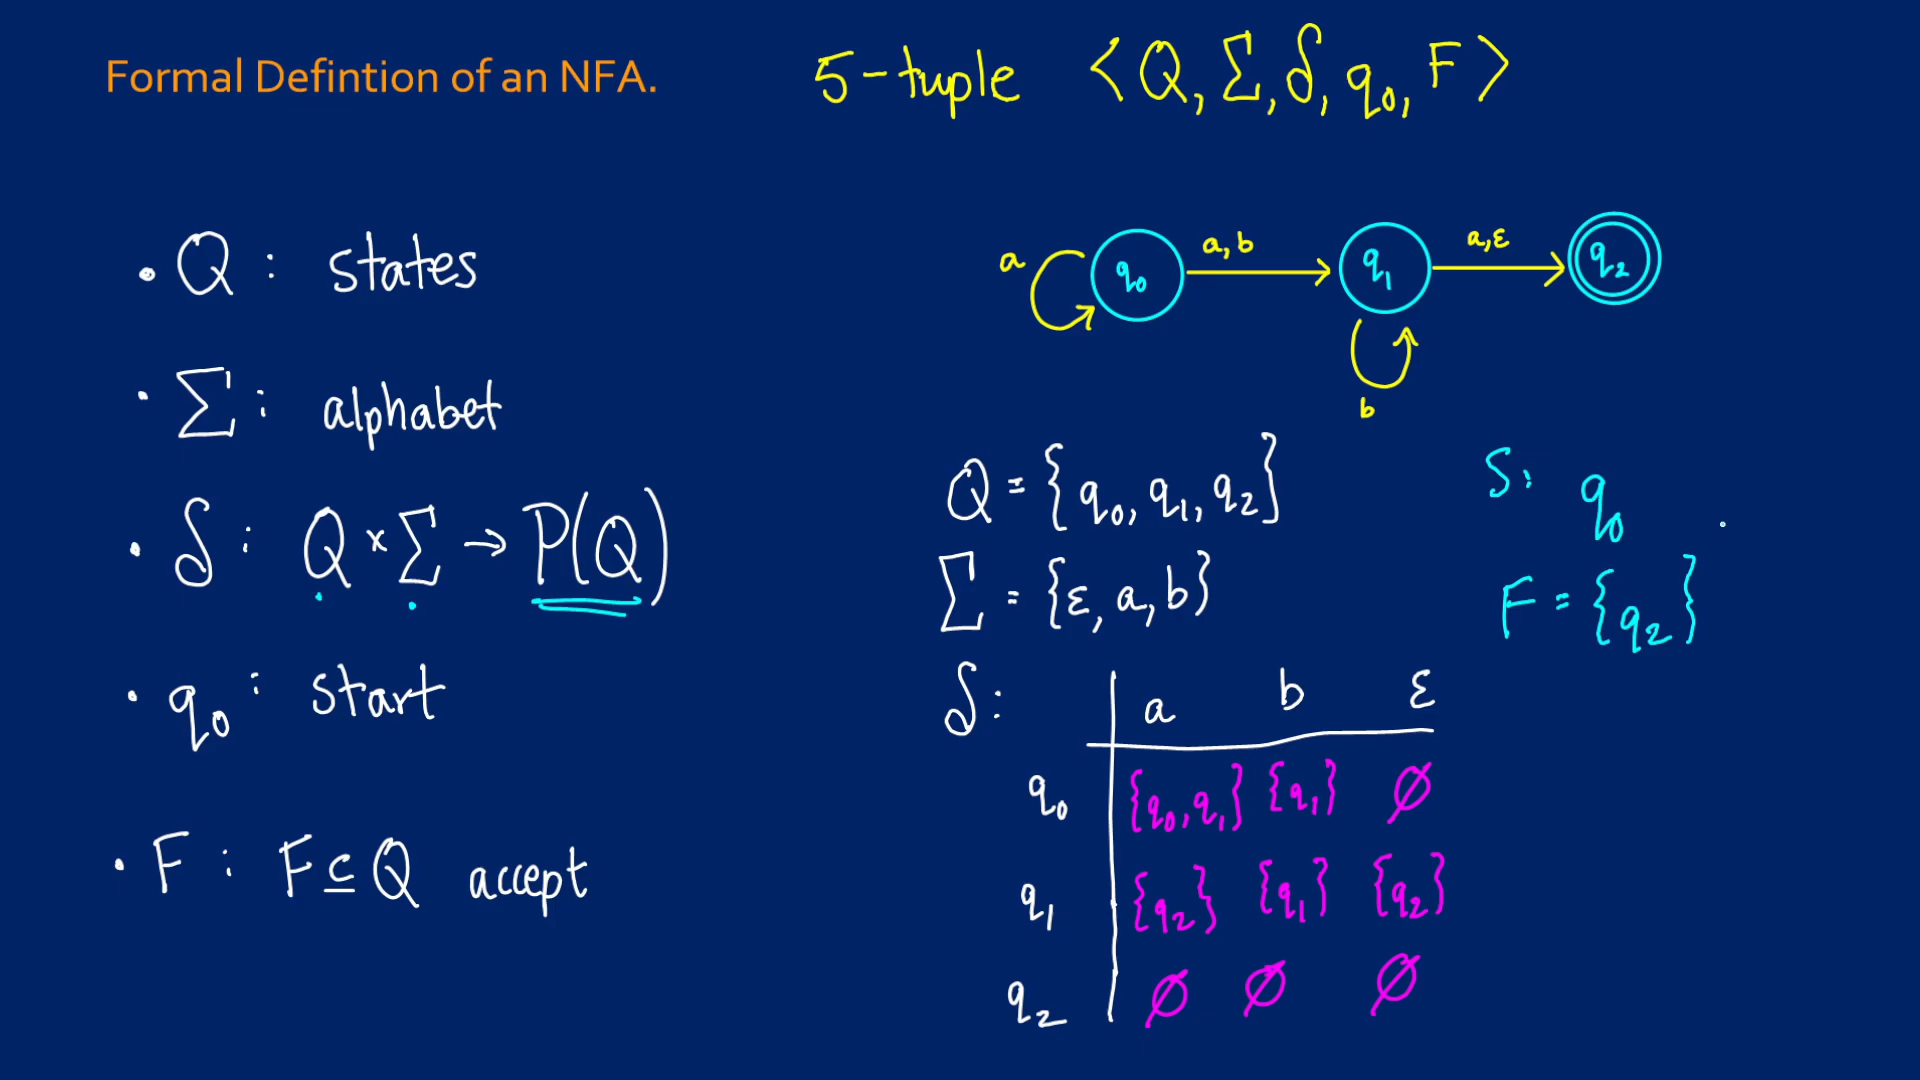 Formal Defintion of an NFA.
5-tuple <Q, Σ, δ, q₀, F>
• Q : states
• Σ : alphabet
• δ : Q × Σ → P(Q)
• q₀ : start
• F : F ⊆ Q accept
a q₀ a, b q₁ a, ε q₂
b
Q = {q₀, q₁, q₂}
Σ = {ε, a, b}
S: q₀
F = {q₂}
δ: a b ε
q₀ {q₀, q₁} {q₁} ∅
q₁ {q₂} {q₁} {q₂}
q₂ ∅ ∅ ∅